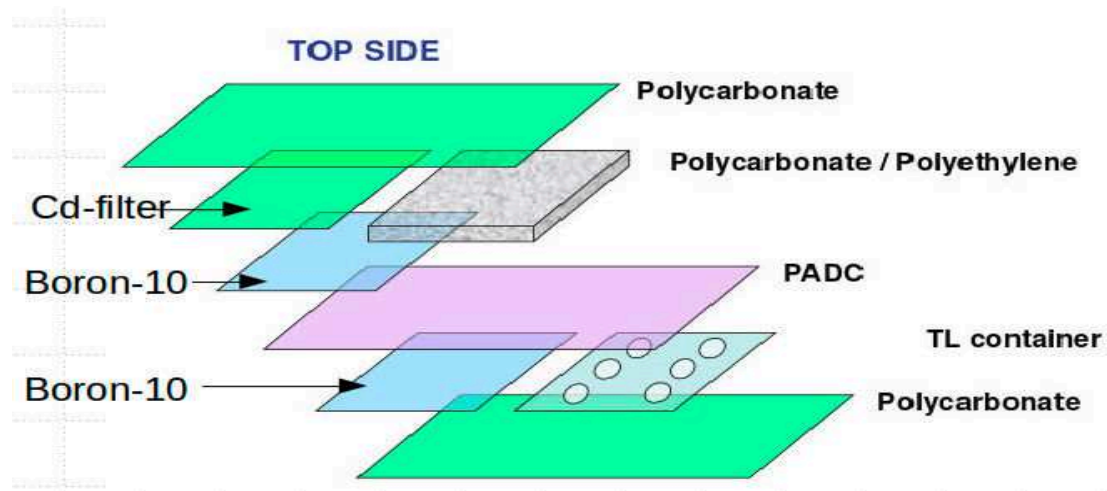 TOP SIDE
Polycarbonate
Polycarbonate / Polyethylene
Cd-filter
Boron-10
PADC
TL container
Boron-10
Polycarbonate